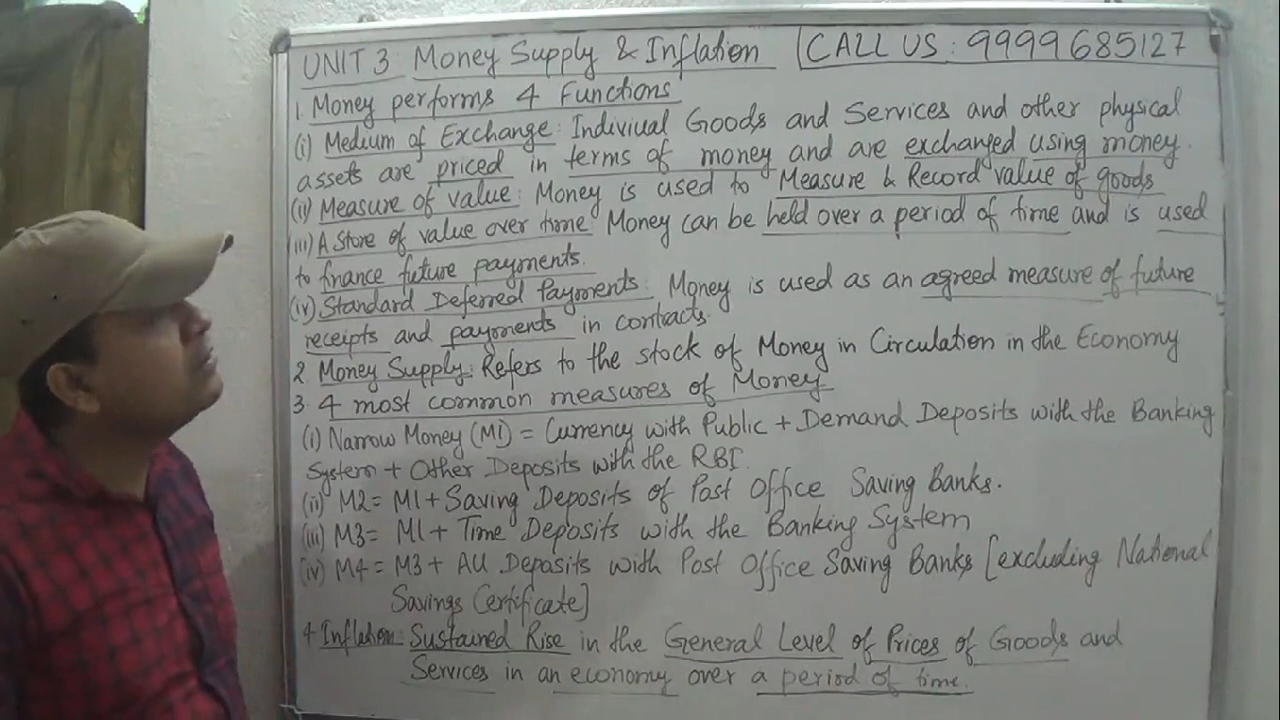 UNIT 3: Money Supply & Inflation CALL US: 9999685127
1. Money performs 4 Functions
(i) Medium of Exchange: Indiviual Goods and Services and other physical
assets are priced in terms of money and are exchanged using money.
(ii) Measure of value: Money is used to Measure & Record value of goods
(iii) A Store of value over time: Money can be held over a period of time and is used
to finance future payments.
(iv) Standard Deferred Payments: Money is used as an agreed measure of future
receipts and payments in contracts.
2. Money Supply: Refers to the stock of Money in Circulation in the Economy
3. 4 most common measures of Money
(i) Narrow Money (M1) = Currency with Public + Demand Deposits with the Banking
System + Other Deposits with the RBI.
(ii) M2 = M1 + Saving Deposits of Post Office Saving Banks.
(iii) M3 = M1 + Time Deposits with the Banking System
(iv) M4 = M3 + All Deposits with Post Office Saving Banks [excluding National
Savings Certificate]
4 Inflation: Sustained Rise in the General Level of Prices of Goods and
Services in an economy over a period of time.